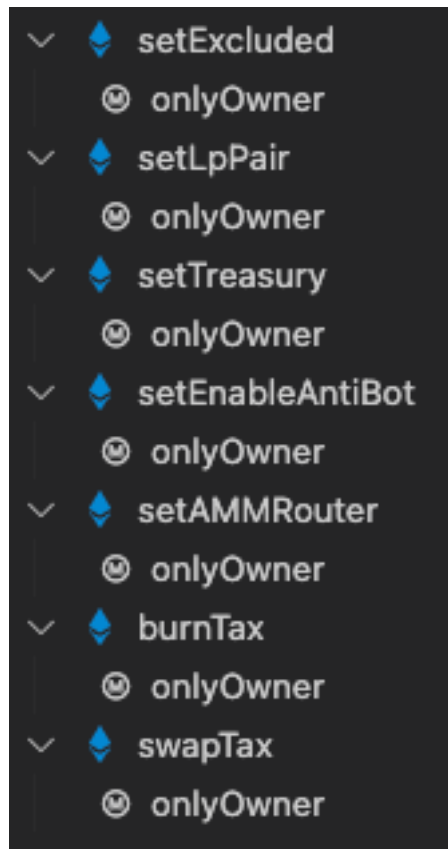 setExcluded
onlyOwner
setLpPair
onlyOwner
setTreasury
onlyOwner
setEnableAntiBot
onlyOwner
setAMMRouter
onlyOwner
burnTax
onlyOwner
swapTax
onlyOwner